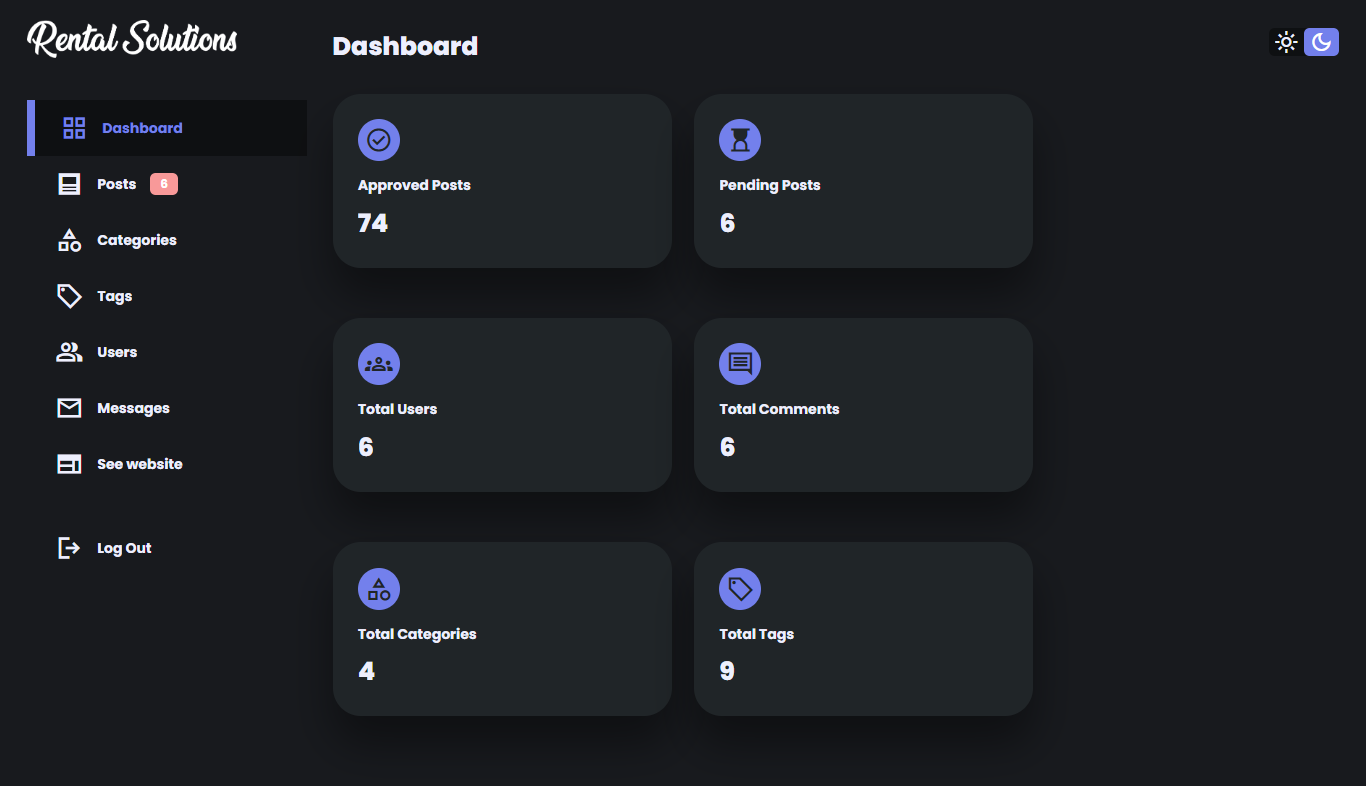 Rental Solutions
Dashboard
Dashboard
Posts 6
Categories
Tags
Users
Messages
See website
Log Out
Approved Posts
74
Pending Posts
6
Total Users
6
Total Comments
6
Total Categories
4
Total Tags
9